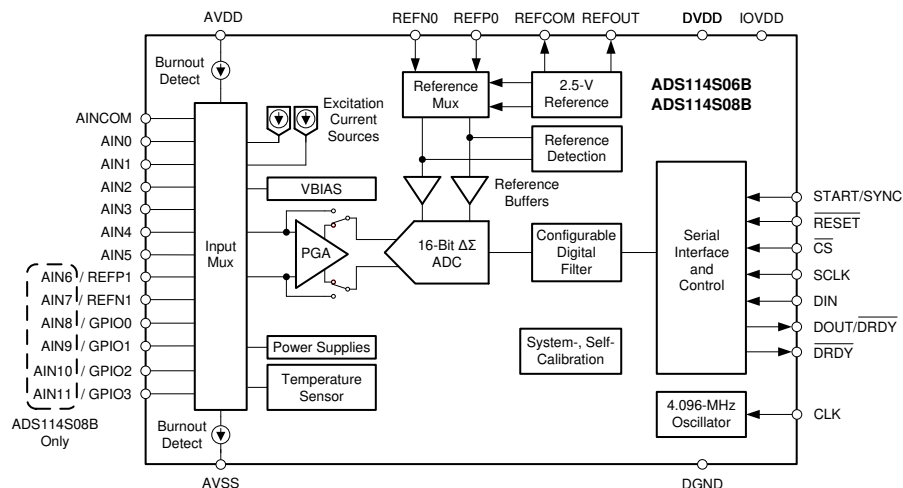 AVDD
REFN0
REFP0
REFCOM
REFOUT
DVDD
IOVDD
Burnout
Detect
Reference
Mux
2.5-V
Reference
ADS114S06B
ADS114S08B
Excitation
Current
Sources
Reference
Detection
AINCOM
AIN0
AIN1
AIN2
AIN3
AIN4
AIN5
AIN6 / REFP1
AIN7 / REFN1
AIN8 / GPIO0
AIN9 / GPIO1
AIN10 / GPIO2
AIN11 / GPIO3
ADS114S08B
Only
Input
Mux
VBIAS
Reference
Buffers
PGA
16-Bit ΔΣ
ADC
Configurable
Digital
Filter
Serial
Interface
and
Control
START/SYNC
RESET
CS
SCLK
DIN
DOUT/DRDY
DRDY
Power Supplies
Temperature
Sensor
System-, Self-
Calibration
4.096-MHz
Oscillator
CLK
Burnout
Detect
AVSS
DGND